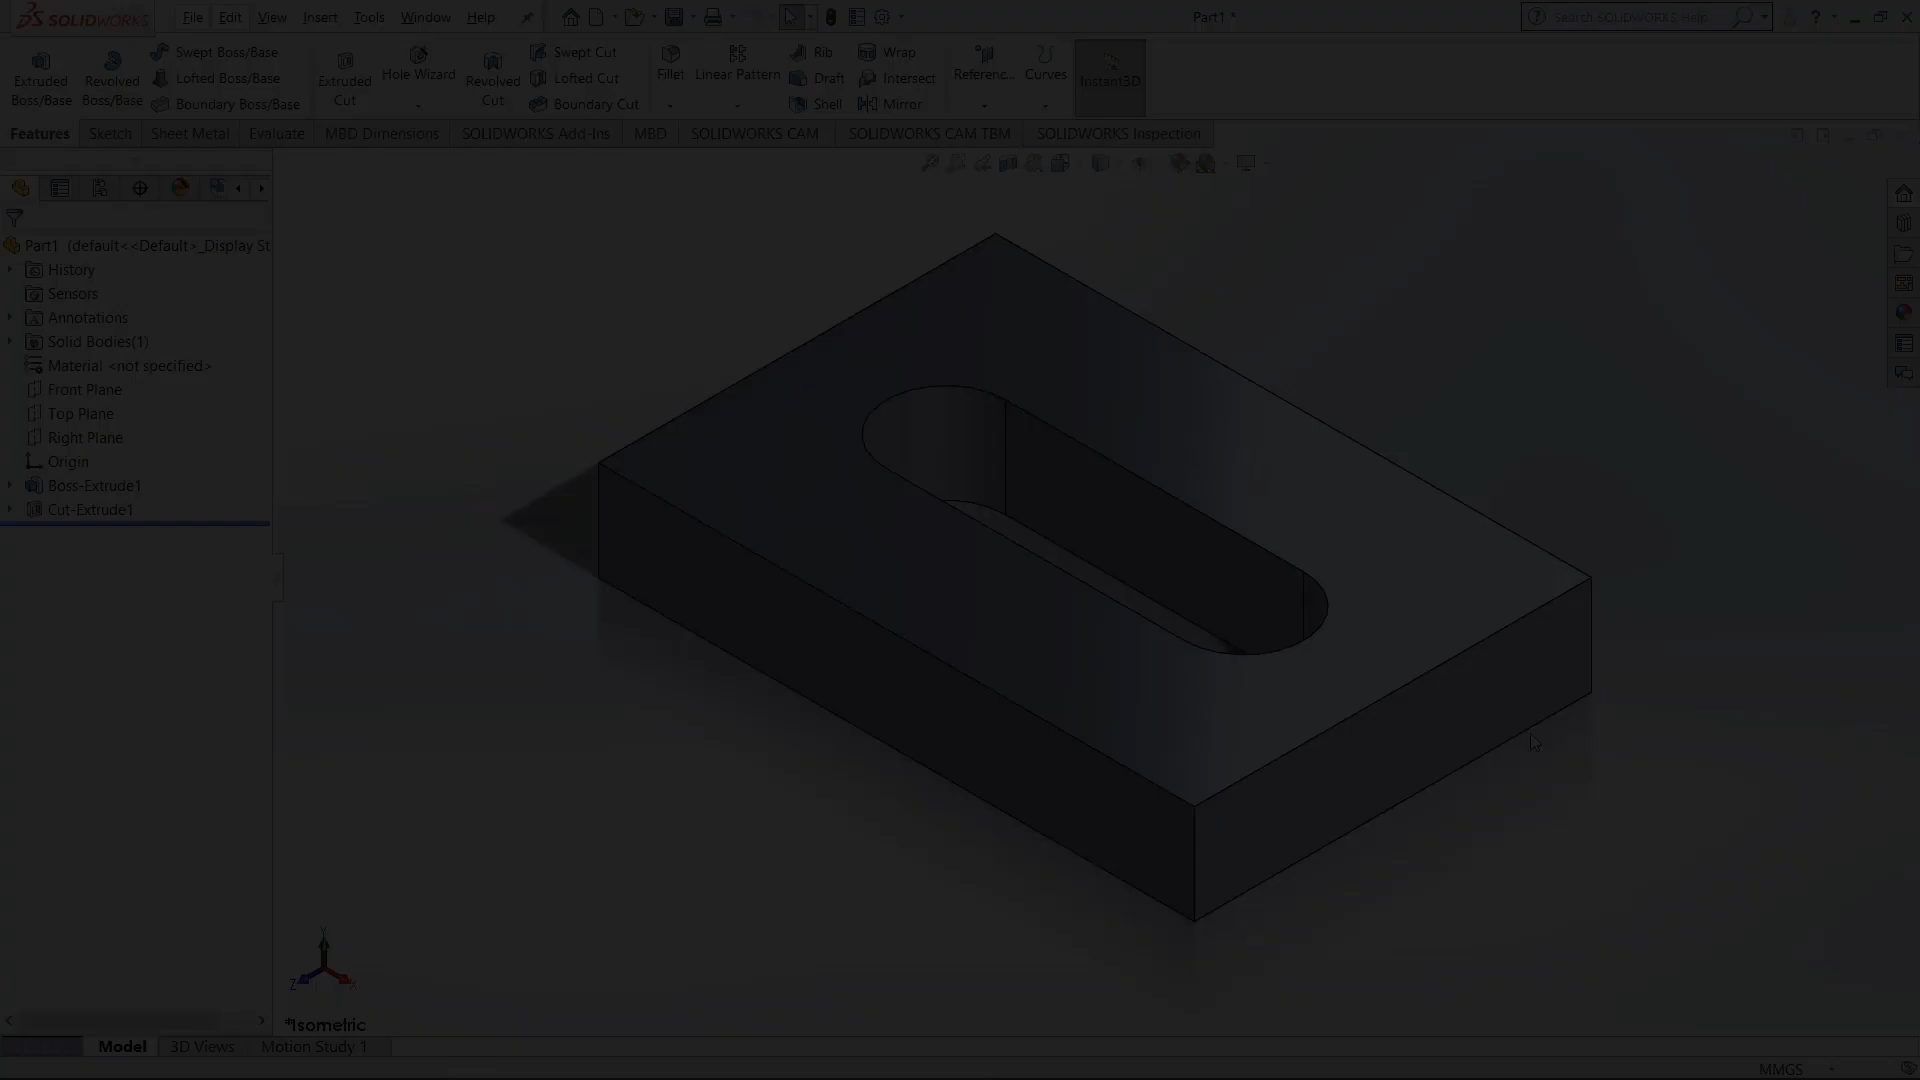 SOLIDWORKS File Edit View Insert Tools Window Help Part1 * Search SOLIDWORKS Help ?
Extruded Boss/Base
Revolved Boss/Base
Swept Boss/Base
Lofted Boss/Base
Boundary Boss/Base
Extruded Cut
Hole Wizard
Revolved Cut
Swept Cut
Lofted Cut
Boundary Cut
Fillet
Linear Pattern
Rib
Draft
Shell
Wrap
Intersect
Mirror
Referenc...
Curves
Instant3D
Features Sketch Sheet Metal Evaluate MBD Dimensions SOLIDWORKS Add-Ins MBD SOLIDWORKS CAM SOLIDWORKS CAM TBM SOLIDWORKS Inspection
Part1 (default<<Default>_Display St
History
Sensors
Annotations
Solid Bodies(1)
Material <not specified>
Front Plane
Top Plane
Right Plane
Origin
Boss-Extrude1
Cut-Extrude1
Y
Z X
*Isometric
Model 3D Views Motion Study 1
MMGS